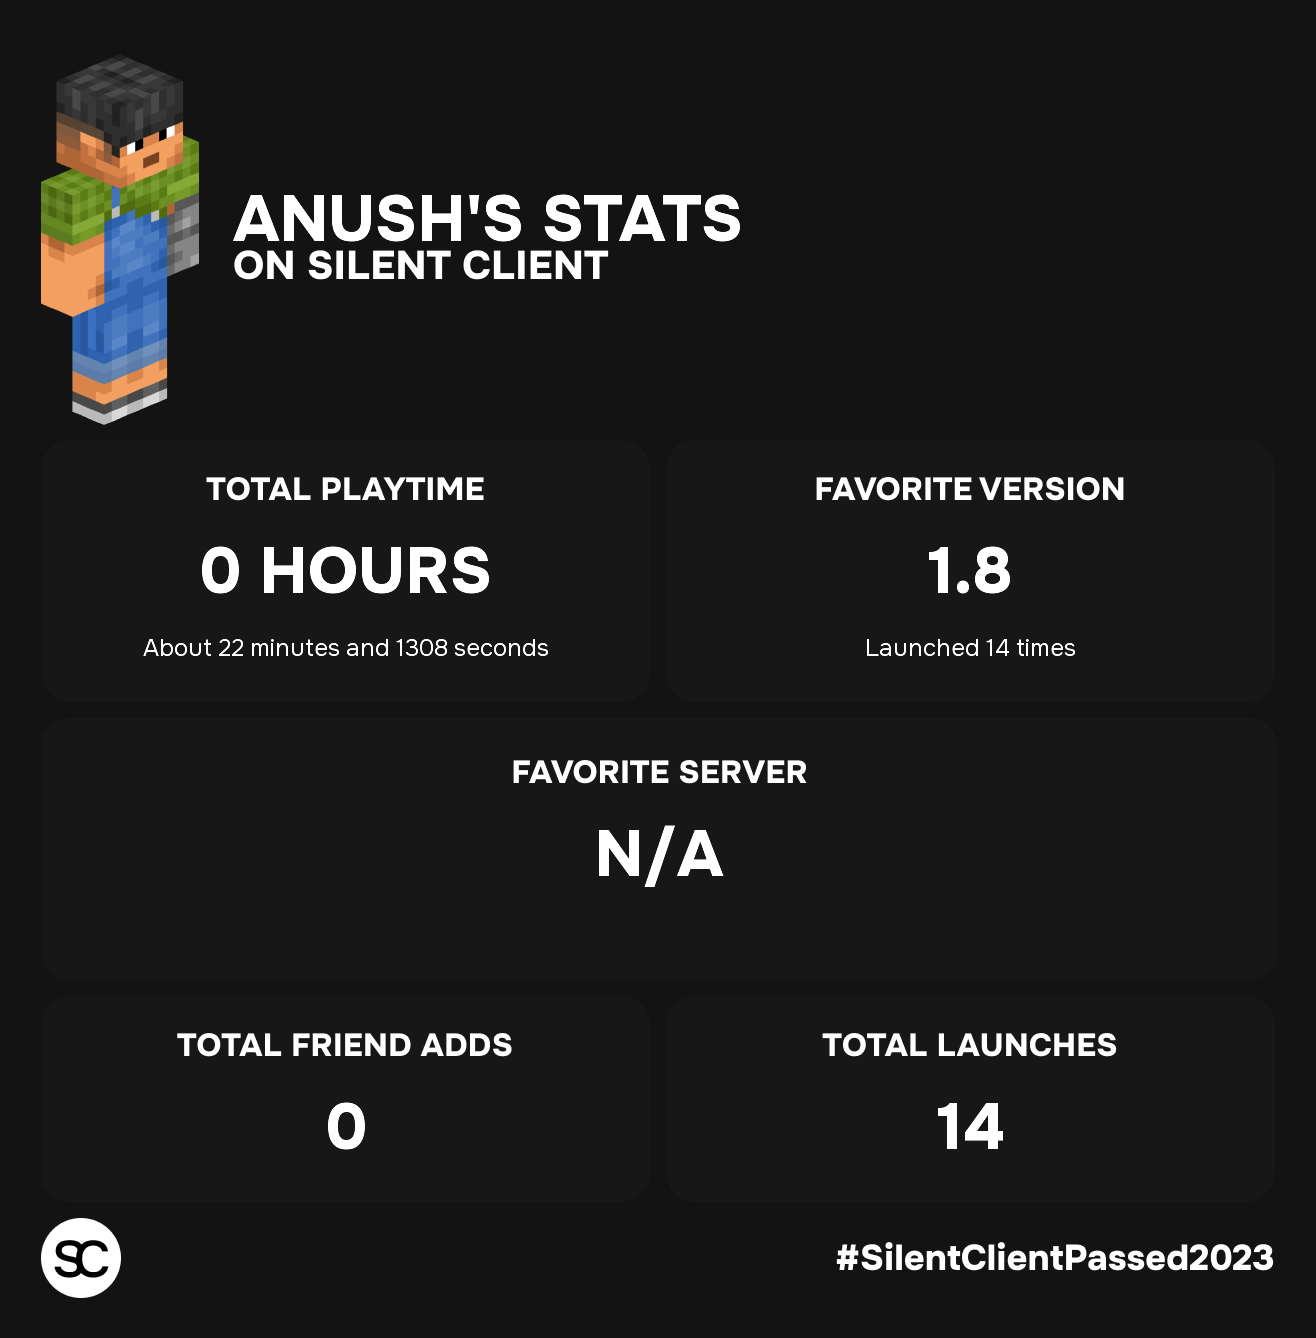 ANUSH'S STATS
ON SILENT CLIENT
TOTAL PLAYTIME
0 HOURS
About 22 minutes and 1308 seconds
FAVORITE VERSION
1.8
Launched 14 times
FAVORITE SERVER
N/A
TOTAL FRIEND ADDS
0
TOTAL LAUNCHES
14
SC
#SilentClientPassed2023